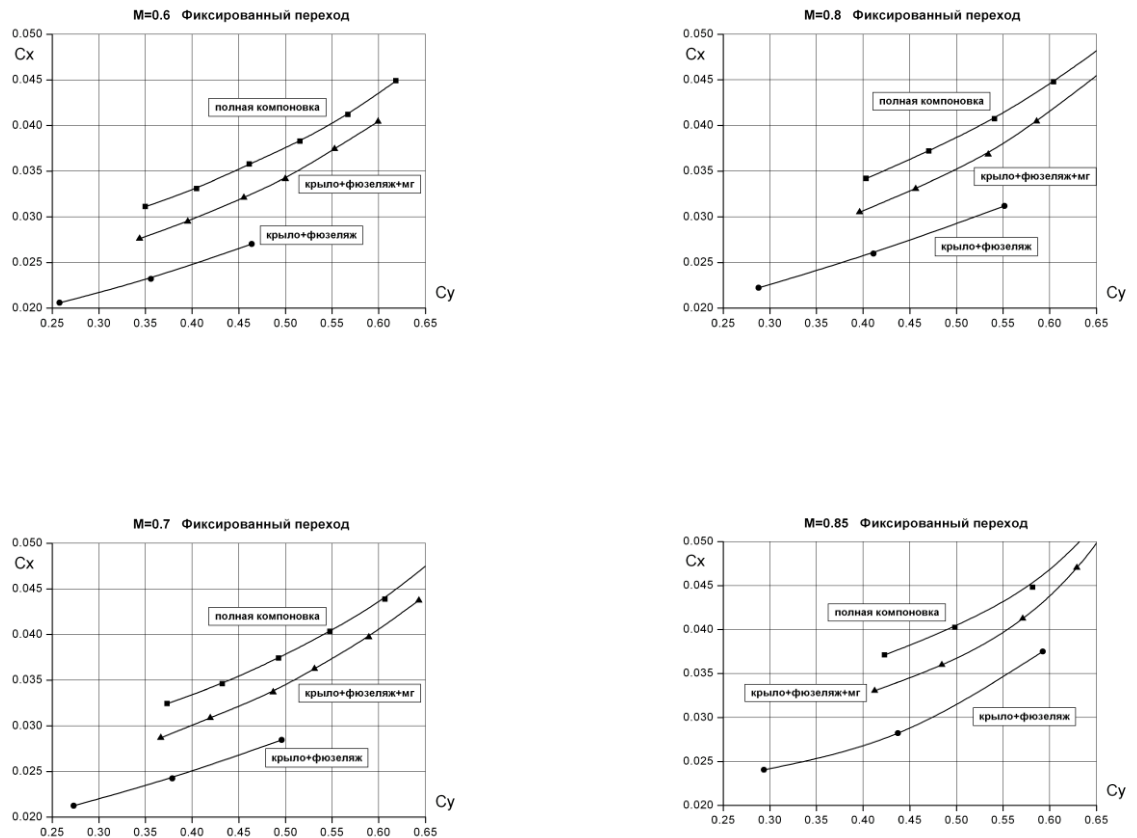 M=0.6 Фиксированный переход
0.050
Cx
0.045
0.040
0.035
0.030
0.025
0.020
полная компоновка
крыло+фюзеляж+мг
крыло+фюзеляж
Cy
0.25 0.30 0.35 0.40 0.45 0.50 0.55 0.60 0.65
M=0.8 Фиксированный переход
0.050
Cx
0.045
0.040
0.035
0.030
0.025
0.020
полная компоновка
крыло+фюзеляж+мг
крыло+фюзеляж
Cy
0.25 0.30 0.35 0.40 0.45 0.50 0.55 0.60 0.65
M=0.7 Фиксированный переход
0.050
Cx
0.045
0.040
0.035
0.030
0.025
0.020
полная компоновка
крыло+фюзеляж+мг
крыло+фюзеляж
Cy
0.25 0.30 0.35 0.40 0.45 0.50 0.55 0.60 0.65
M=0.85 Фиксированный переход
0.050
Cx
0.045
0.040
0.035
0.030
0.025
0.020
полная компоновка
крыло+фюзеляж+мг
крыло+фюзеляж
Cy
0.25 0.30 0.35 0.40 0.45 0.50 0.55 0.60 0.65